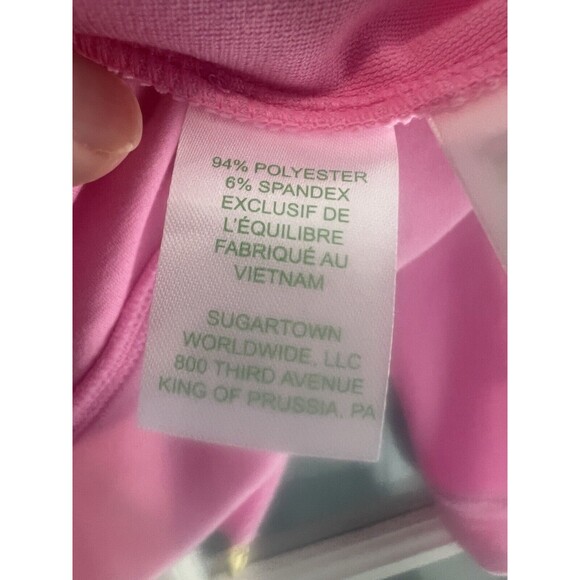 94% POLYESTER
6% SPANDEX
EXCLUSIF DE
L'ÉQUILIBRE
FABRIQUÉ AU
VIETNAM
SUGARTOWN
WORLDWIDE, LLC
800 THIRD AVENUE
KING OF PRUSSIA, PA